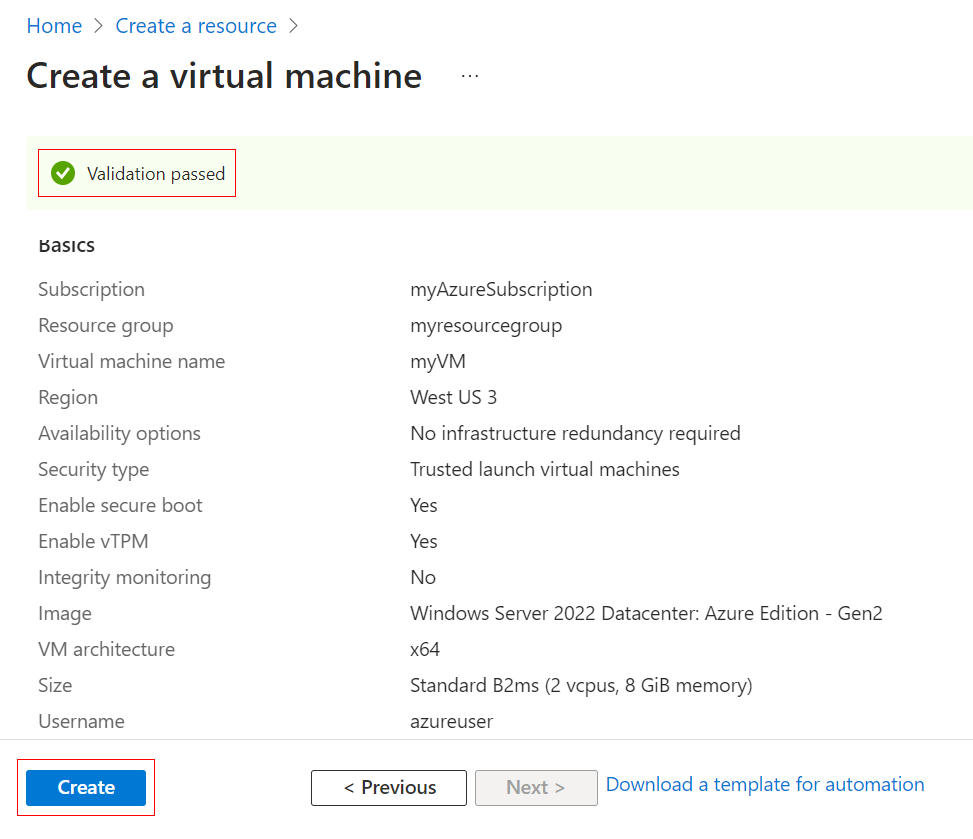 Home > Create a resource >
Create a virtual machine ...
Validation passed
Basics
Subscription myAzureSubscription
Resource group myresourcegroup
Virtual machine name myVM
Region West US 3
Availability options No infrastructure redundancy required
Security type Trusted launch virtual machines
Enable secure boot Yes
Enable vTPM Yes
Integrity monitoring No
Image Windows Server 2022 Datacenter: Azure Edition - Gen2
VM architecture x64
Size Standard B2ms (2 vcpus, 8 GiB memory)
Username azureuser
Create < Previous Next > Download a template for automation